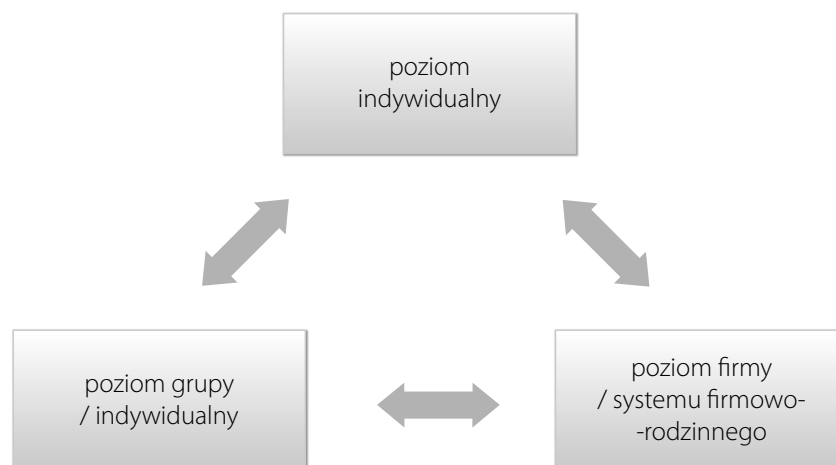 poziom
indywidualny
poziom grupy
/ indywidualny
poziom firmy
/ systemu firmowo-
-rodzinnego